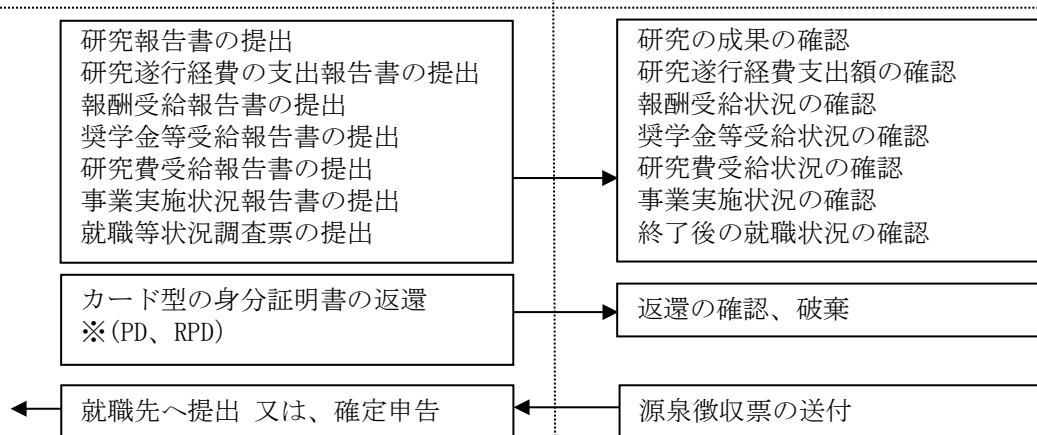 研究報告書の提出
研究遂行経費の支出報告書の提出
報酬受給報告書の提出
奨学金等受給報告書の提出
研究費受給報告書の提出
事業実施状況報告書の提出
就職等状況調査票の提出
研究の成果の確認
研究遂行経費支出額の確認
報酬受給状況の確認
奨学金等受給状況の確認
研究費受給状況の確認
事業実施状況の確認
終了後の就職状況の確認
カード型の身分証明書の返還
※(PD、RPD)
返還の確認、破棄
就職先へ提出 又は、確定申告
源泉徴収票の送付